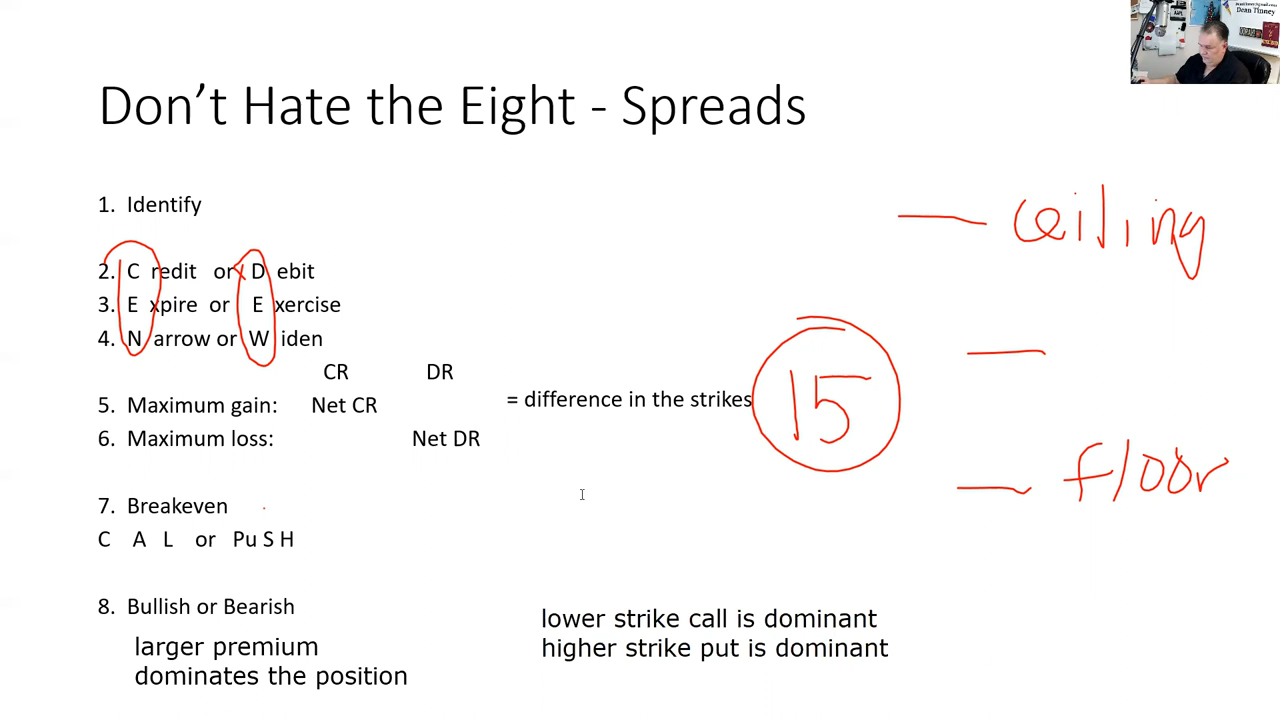 Dean Tinney
Don't Hate the Eight - Spreads
1. Identify
ceiling
2. C redit or D ebit
3. E xpire or E xercise
4. N arrow or W iden
CR DR
5. Maximum gain: Net CR
= difference in the strikes
15
6. Maximum loss: Net DR
floor
7. Breakeven
C A L or Pu S H
8. Bullish or Bearish
larger premium
dominates the position
lower strike call is dominant
higher strike put is dominant